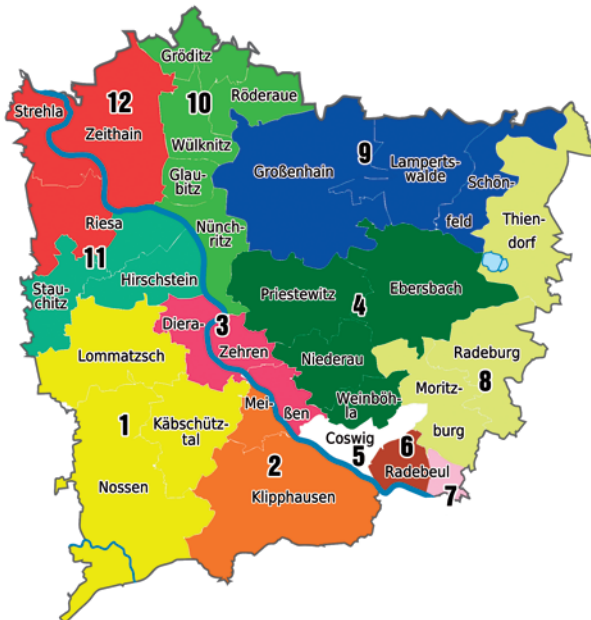 Gröditz
Strehla
12
10
Röderaue
Zeithain
Wülknitz
9
Großenhain
Lamperts-
walde
Glau-
bitz
Schön-
feld
Riesa
Nünch-
ritz
Thien-
dorf
11
Hirschstein
Stau-
chitz
Priestewitz
4
Ebersbach
Diera-
3
Zehren
Lommatzsch
Niederau
Radeburg
8
Moritz-
burg
Mei-
ßen
Weinböh-
la
1
Käbschütz-
tal
Coswig
5
6
Radebeul
7
2
Klipphausen
Nossen